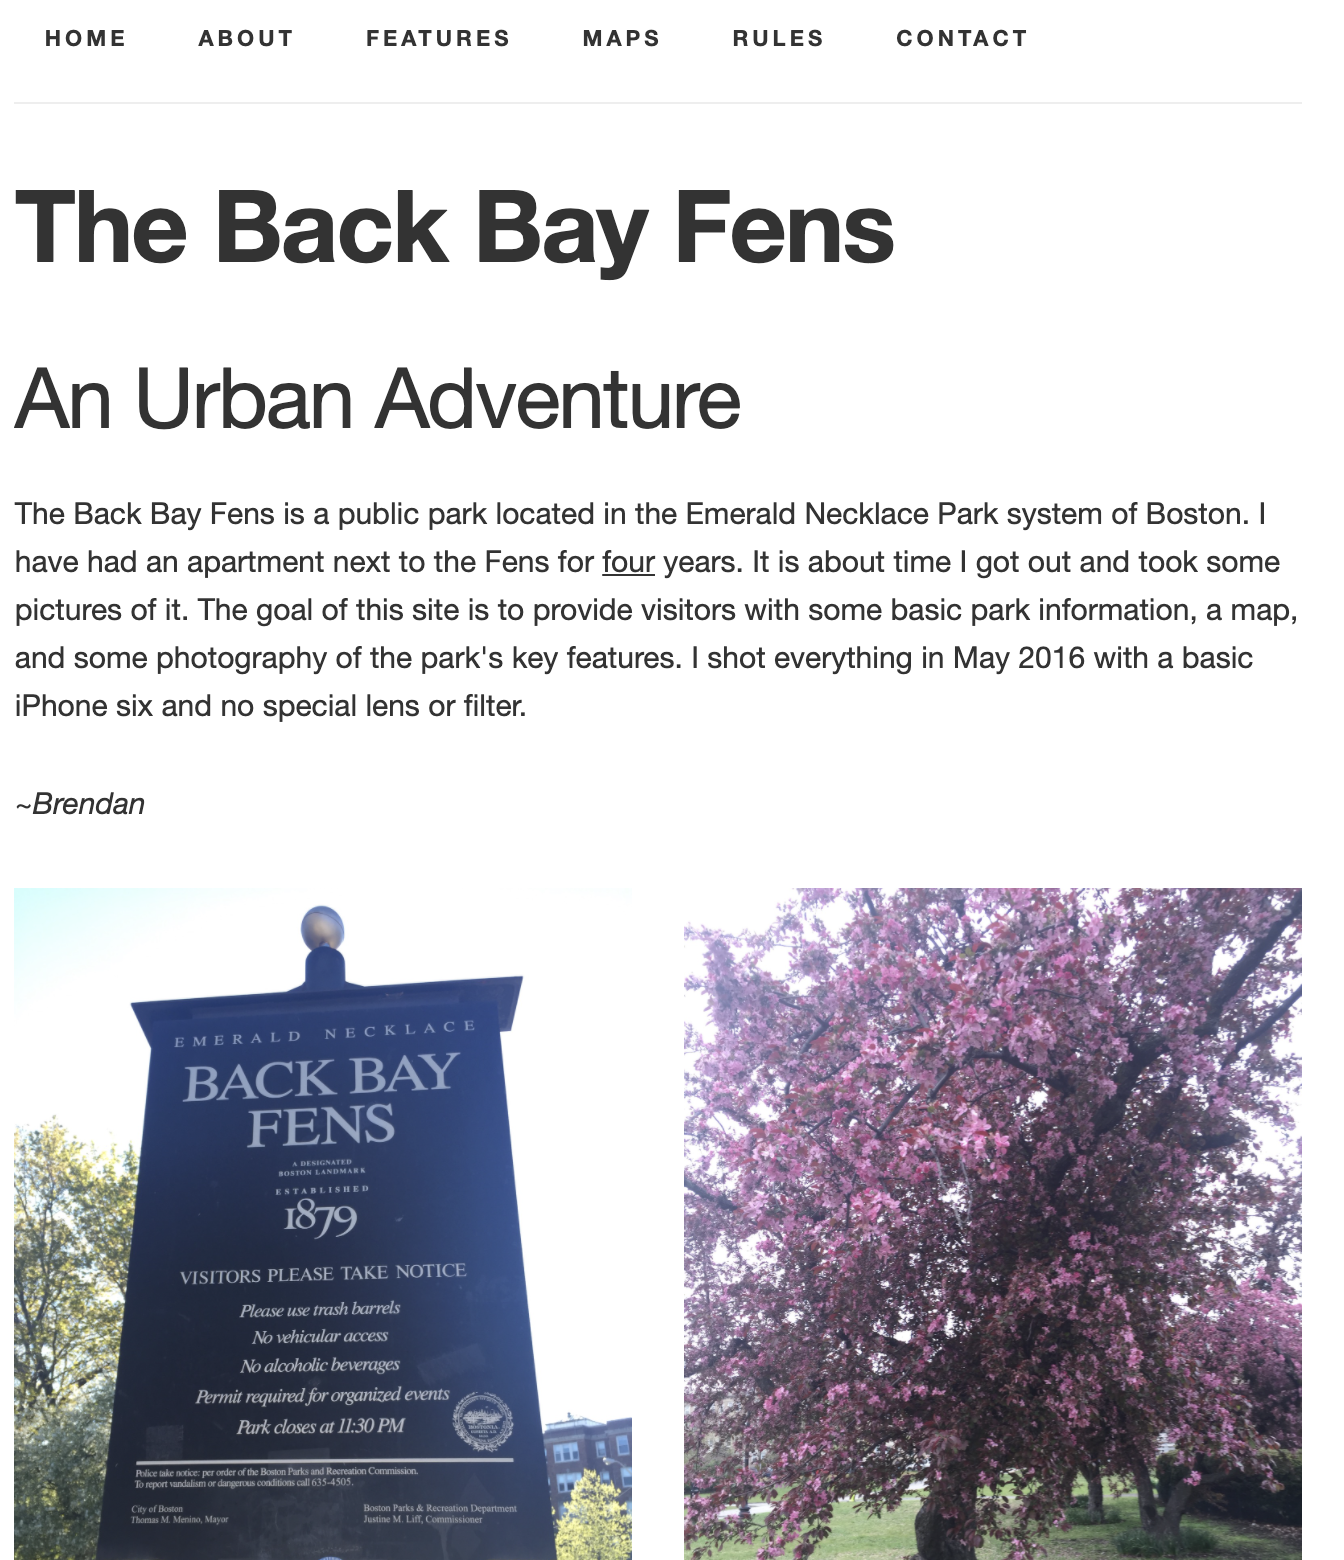 HOME ABOUT FEATURES MAPS RULES CONTACT
The Back Bay Fens
An Urban Adventure
The Back Bay Fens is a public park located in the Emerald Necklace Park system of Boston. I
have had an apartment next to the Fens for four years. It is about time I got out and took some
pictures of it. The goal of this site is to provide visitors with some basic park information, a map,
and some photography of the park's key features. I shot everything in May 2016 with a basic
iPhone six and no special lens or filter.
~Brendan
EMERALD NECKLACE
BACK BAY
FENS
A DESIGNATED
BOSTON LANDMARK
ESTABLISHED
1879
VISITORS PLEASE TAKE NOTICE
Please use trash barrels
No vehicular access
No alcoholic beverages
Permit required for organized events
Park closes at 11:30 PM
Police take notice: per order of the Boston Parks and Recreation Commission.
To report vandalism or dangerous conditions call 635-4505.
City of Boston
Thomas M. Menino, Mayor
Boston Parks & Recreation Department
Justine M. Liff, Commissioner